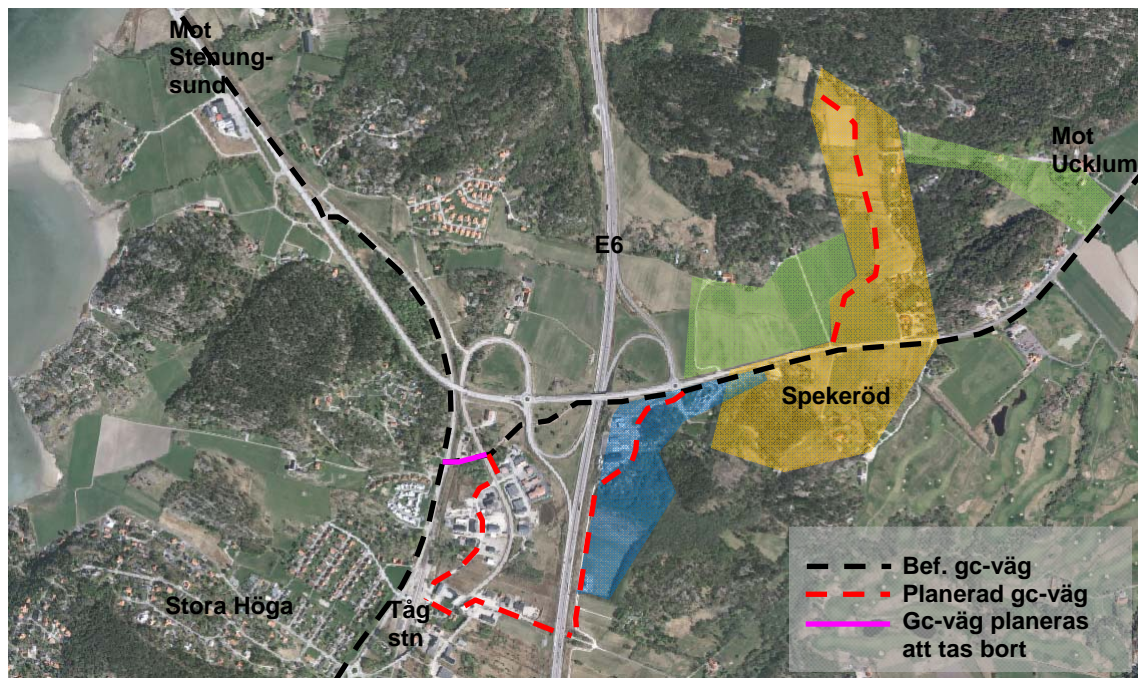 Mot
Stenung-
sund
Mot
Ucklum
E6
Spekeröd
Stora Höga
Tåg
stn
Bef. gc-väg
Planerad gc-väg
Gc-väg planeras
att tas bort